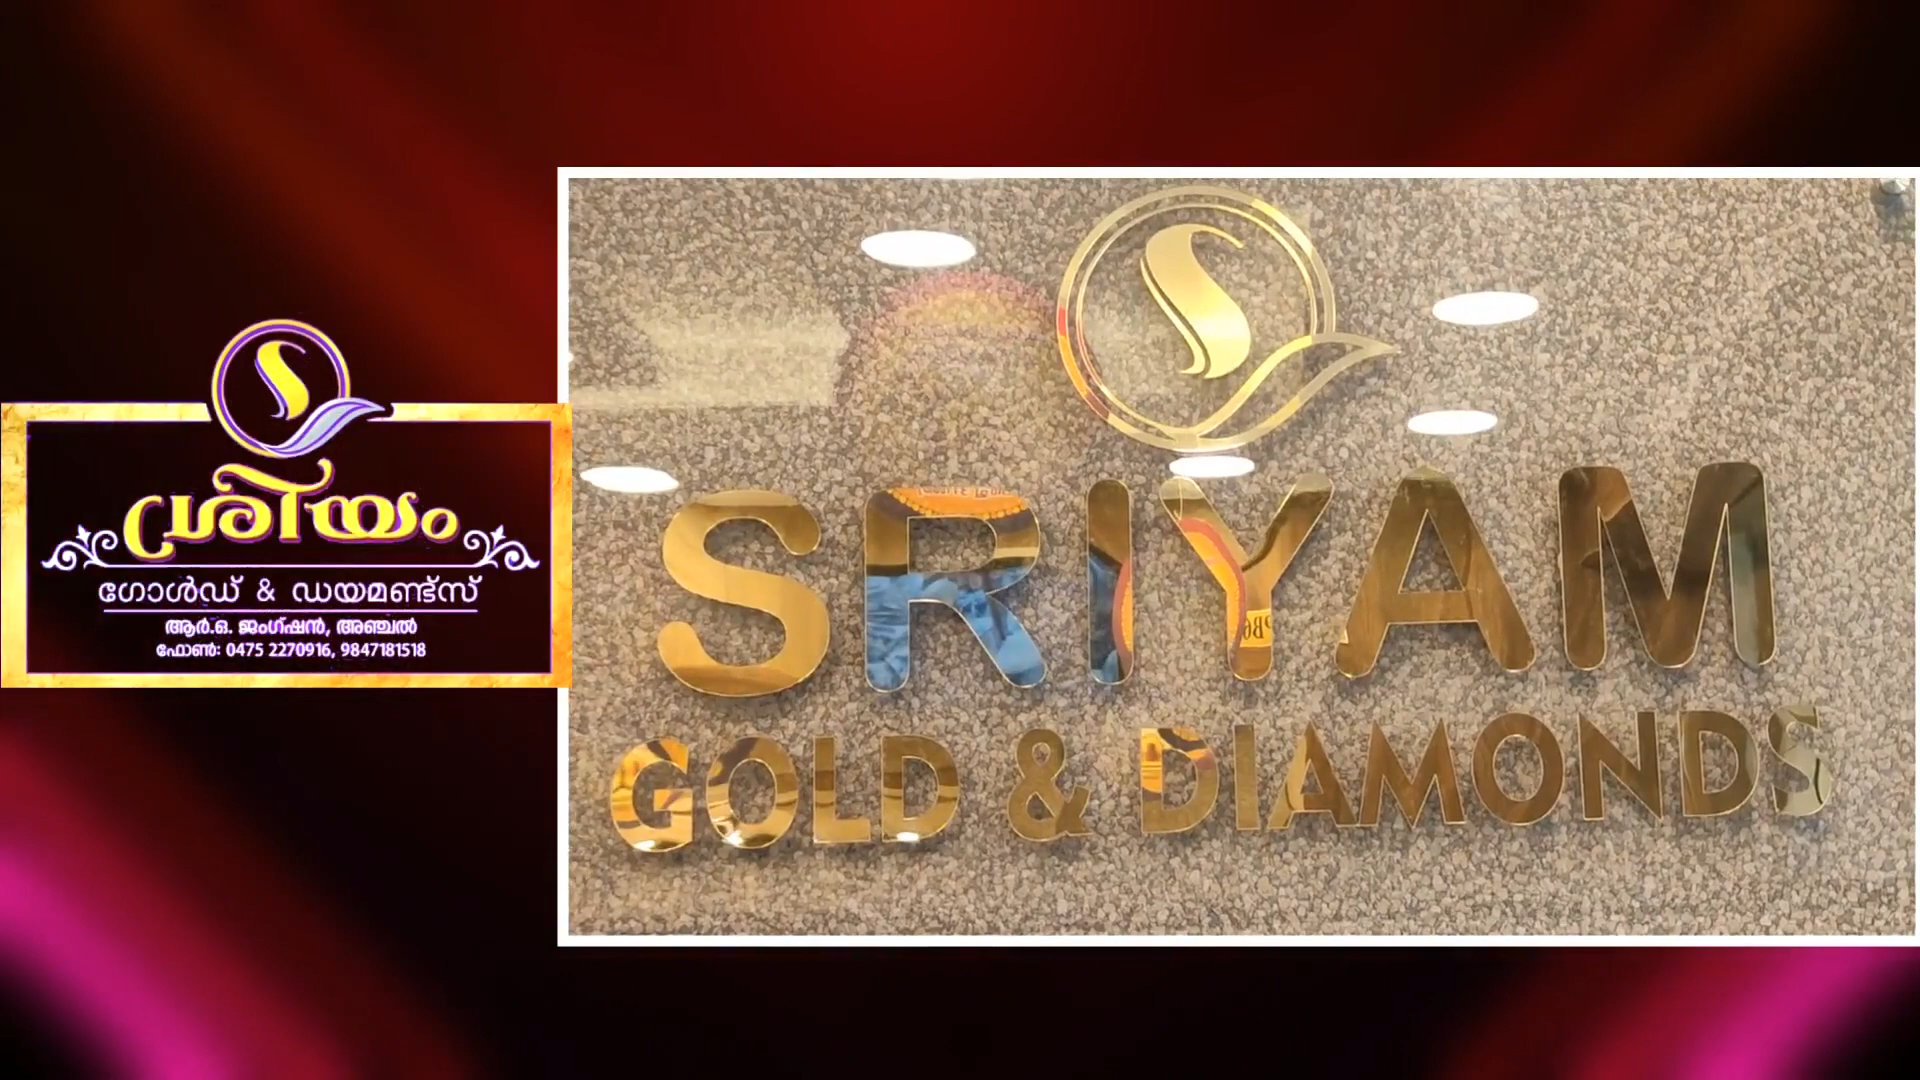 S
ശ്രീയം
ഗോൾഡ് & ഡയമണ്ട്സ്
ആർ.ഒ. ജംഗ്ഷൻ, അഞ്ചൽ
ഫോൺ: 0475 2270916, 9847181518
S
SRIYAM
GOLD & DIAMONDS